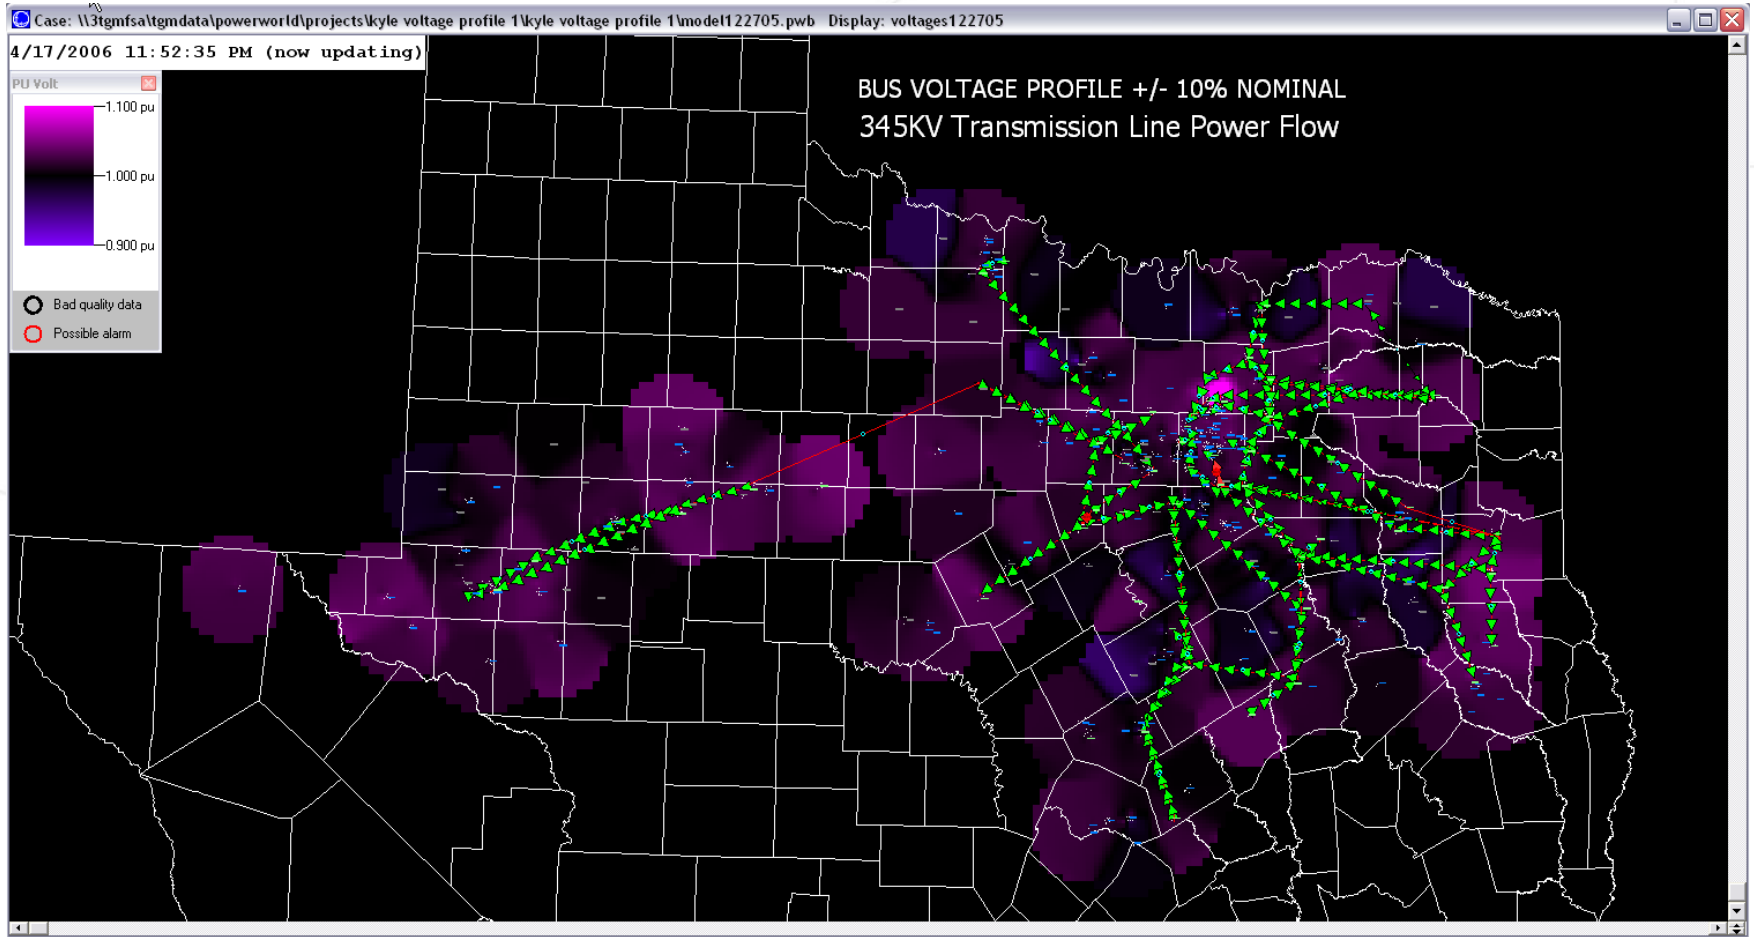 Case: \\3tgmfsa\tgmdata\powerworld\projects\kyle voltage profile 1\kyle voltage profile 1\model122705.pwb Display: voltages122705
4/17/2006 11:52:35 PM (now updating)
PU Volt
1.100 pu
1.000 pu
0.900 pu
Bad quality data
Possible alarm
BUS VOLTAGE PROFILE +/- 10% NOMINAL
345KV Transmission Line Power Flow